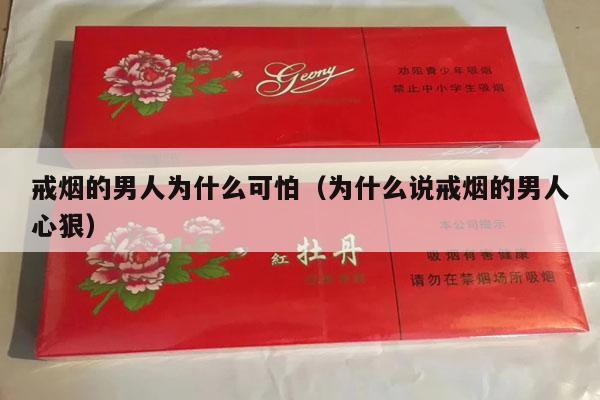 Geony
劝阻青少年吸烟
禁止中小学生吸烟
戒烟的男人为什么可怕（为什么说戒烟的男人
心狠）
本公司提示
紅牡丹
吸烟有害健康
请勿在禁烟场所吸烟